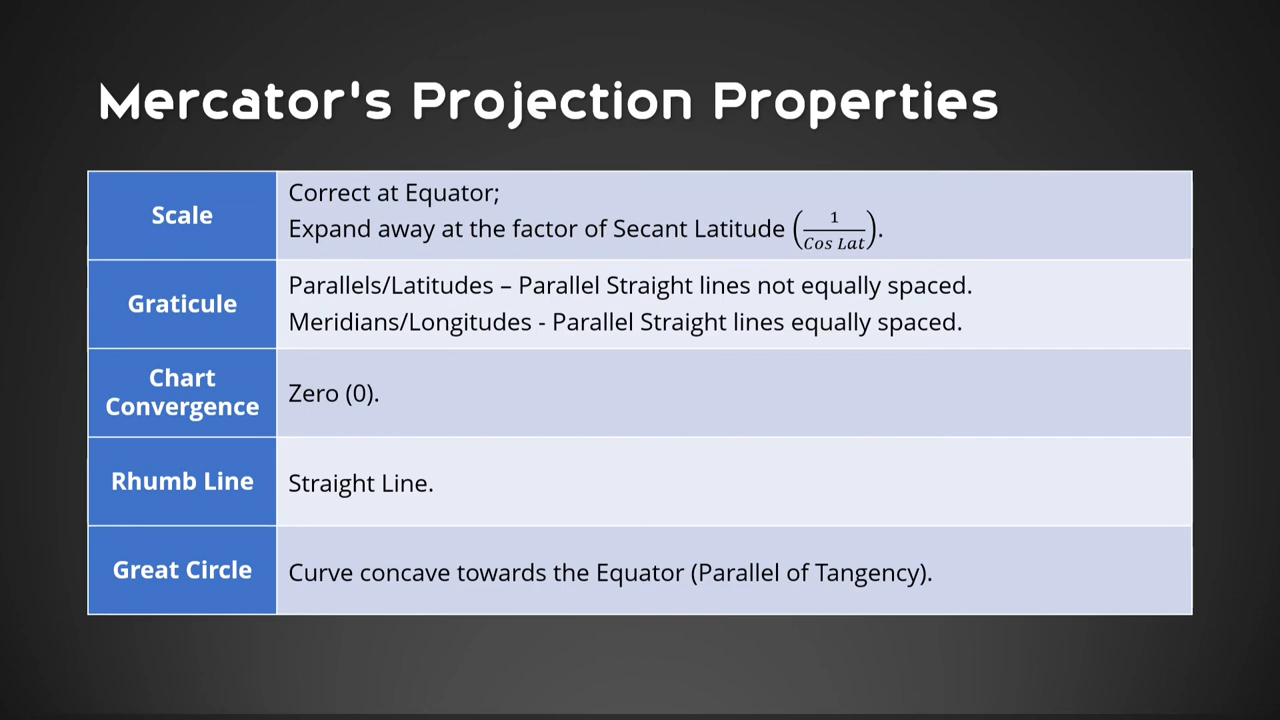 Mercator's Projection Properties
Scale
Correct at Equator;
Expand away at the factor of Secant Latitude (1/Cos Lat).
Graticule
Parallels/Latitudes – Parallel Straight lines not equally spaced.
Meridians/Longitudes - Parallel Straight lines equally spaced.
Chart
Convergence
Zero (0).
Rhumb Line
Straight Line.
Great Circle
Curve concave towards the Equator (Parallel of Tangency).